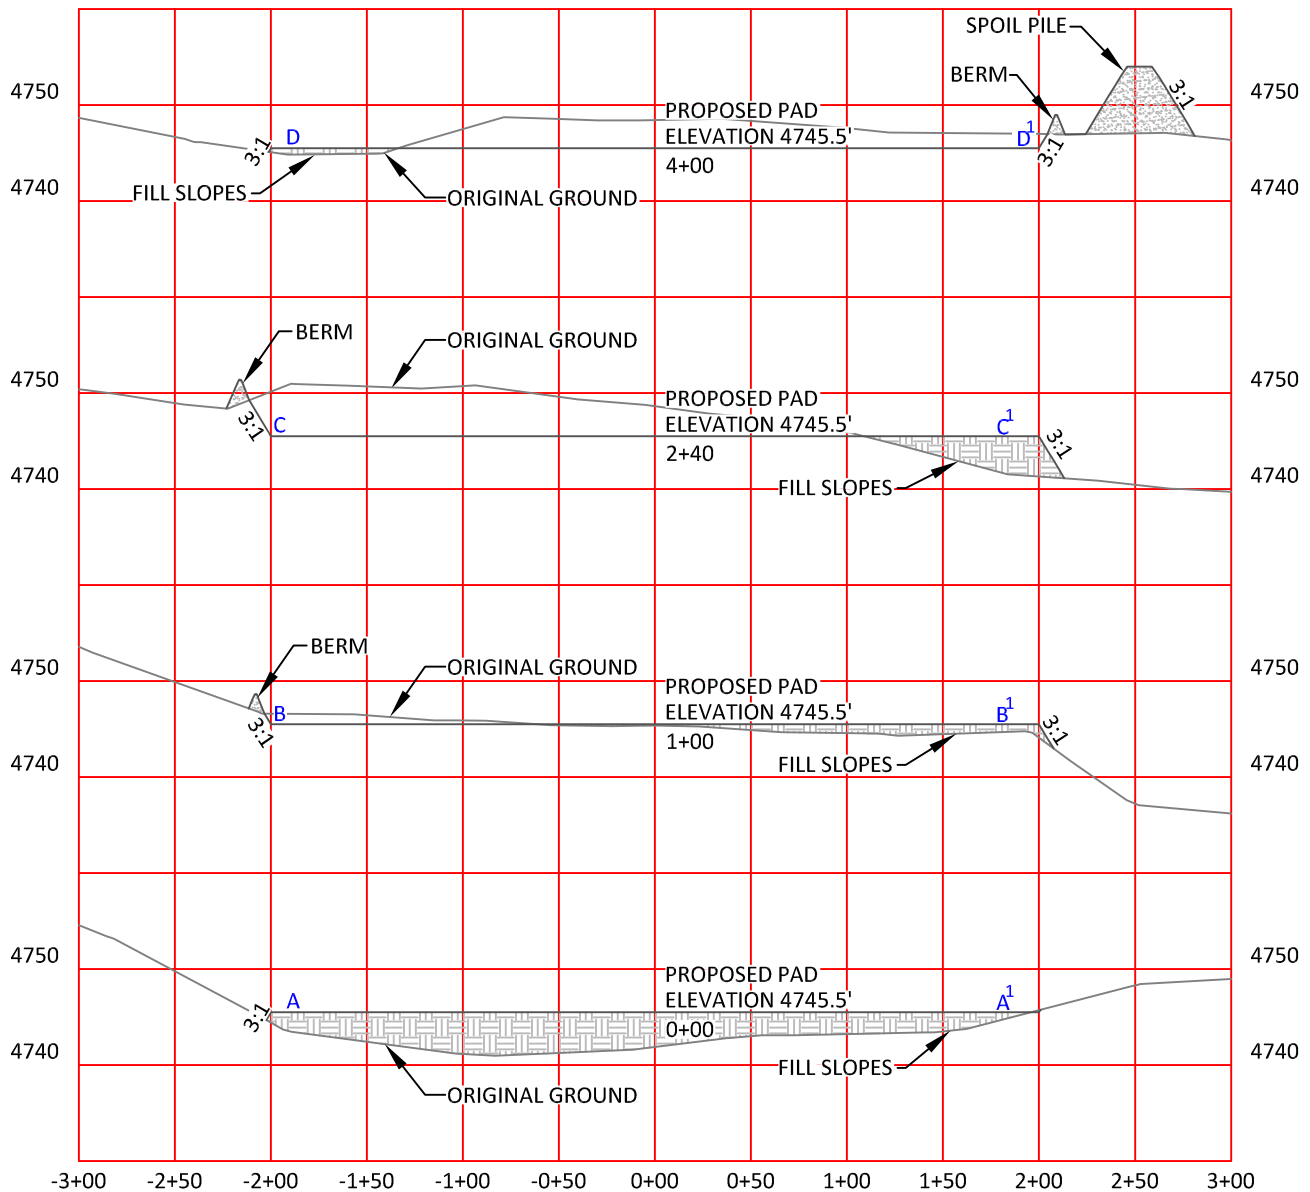 SPOIL PILE
BERM
4750
4750
3:1
PROPOSED PAD
ELEVATION 4745.5'
4+00
D
D1
3:1
3:1
4740
4740
FILL SLOPES
ORIGINAL GROUND
BERM
ORIGINAL GROUND
4750
4750
PROPOSED PAD
ELEVATION 4745.5'
2+40
3:1
C
C1
3:1
4740
4740
FILL SLOPES
BERM
ORIGINAL GROUND
4750
4750
PROPOSED PAD
ELEVATION 4745.5'
1+00
3:1
B
B1
3:1
4740
4740
FILL SLOPES
4750
4750
PROPOSED PAD
ELEVATION 4745.5'
0+00
3:1
A
A1
4740
4740
FILL SLOPES
ORIGINAL GROUND
-3+00 -2+50 -2+00 -1+50 -1+00 -0+50 0+00 0+50 1+00 1+50 2+00 2+50 3+00